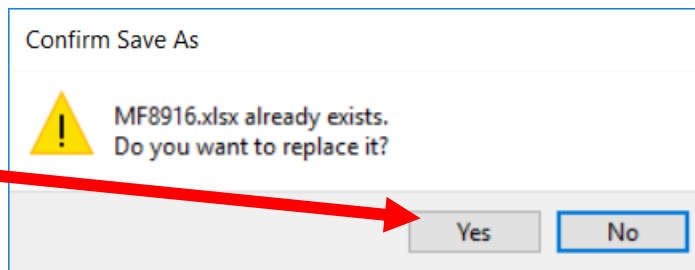 Confirm Save As
MF8916.xlsx already exists.
Do you want to replace it?
Yes No